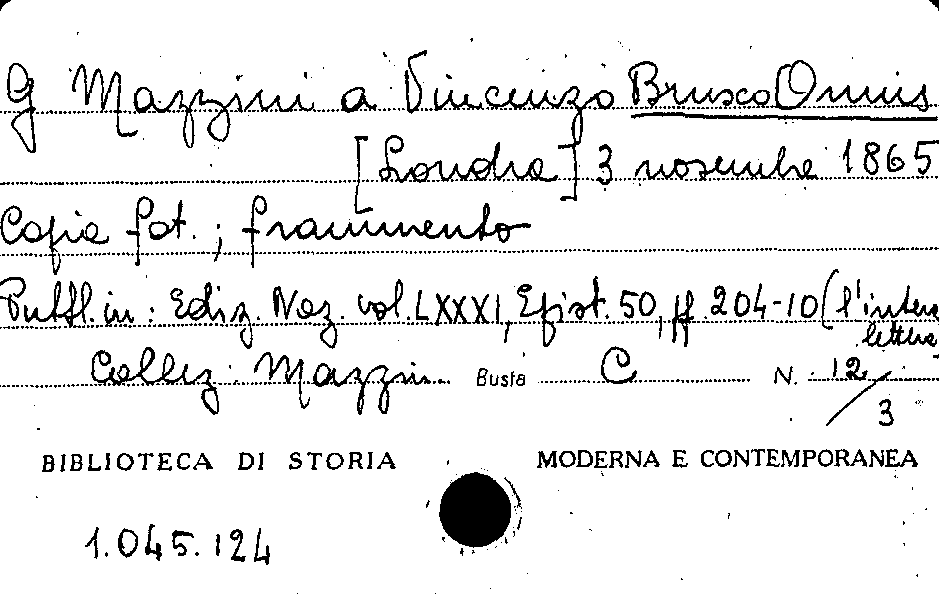 G Mazzini a Vincenzo Brusco Onnis
[Londra] 3 novembre 1865
Copia fot.; frammento
Pubbl. in: Ediz. Naz. vol. LXXXI, Epist. 50, pp. 204-10 (l'intera
lettera)
Collez. Mazzini Busta C N. 12/3
BIBLIOTECA DI STORIA MODERNA E CONTEMPORANEA
1.045.124